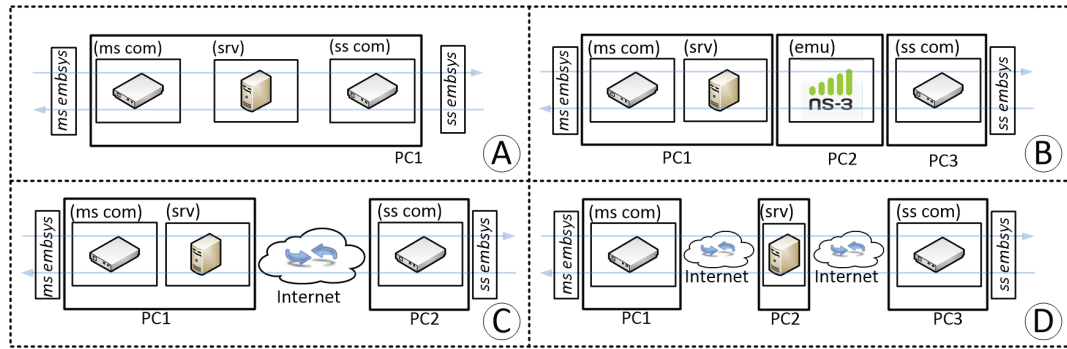 ms embsys
(ms com)
(srv)
(ss com)
ss embsys
PC1
A
ms embsys
(ms com)
(srv)
(emu)
(ss com)
ns-3
ss embsys
PC1
PC2
PC3
B
ms embsys
(ms com)
(srv)
(ss com)
ss embsys
Internet
PC1
PC2
C
ms embsys
(ms com)
(srv)
(ss com)
ss embsys
Internet
Internet
PC1
PC2
PC3
D